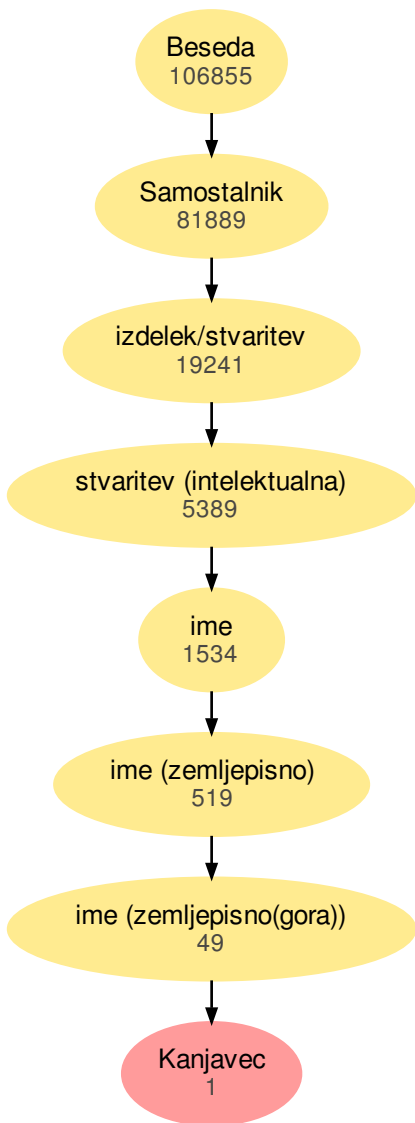 Beseda
106855
Samostalnik
81889
izdelek/stvaritev
19241
stvaritev (intelektualna)
5389
ime
1534
ime (zemljepisno)
519
ime (zemljepisno(gora))
49
Kanjavec
1